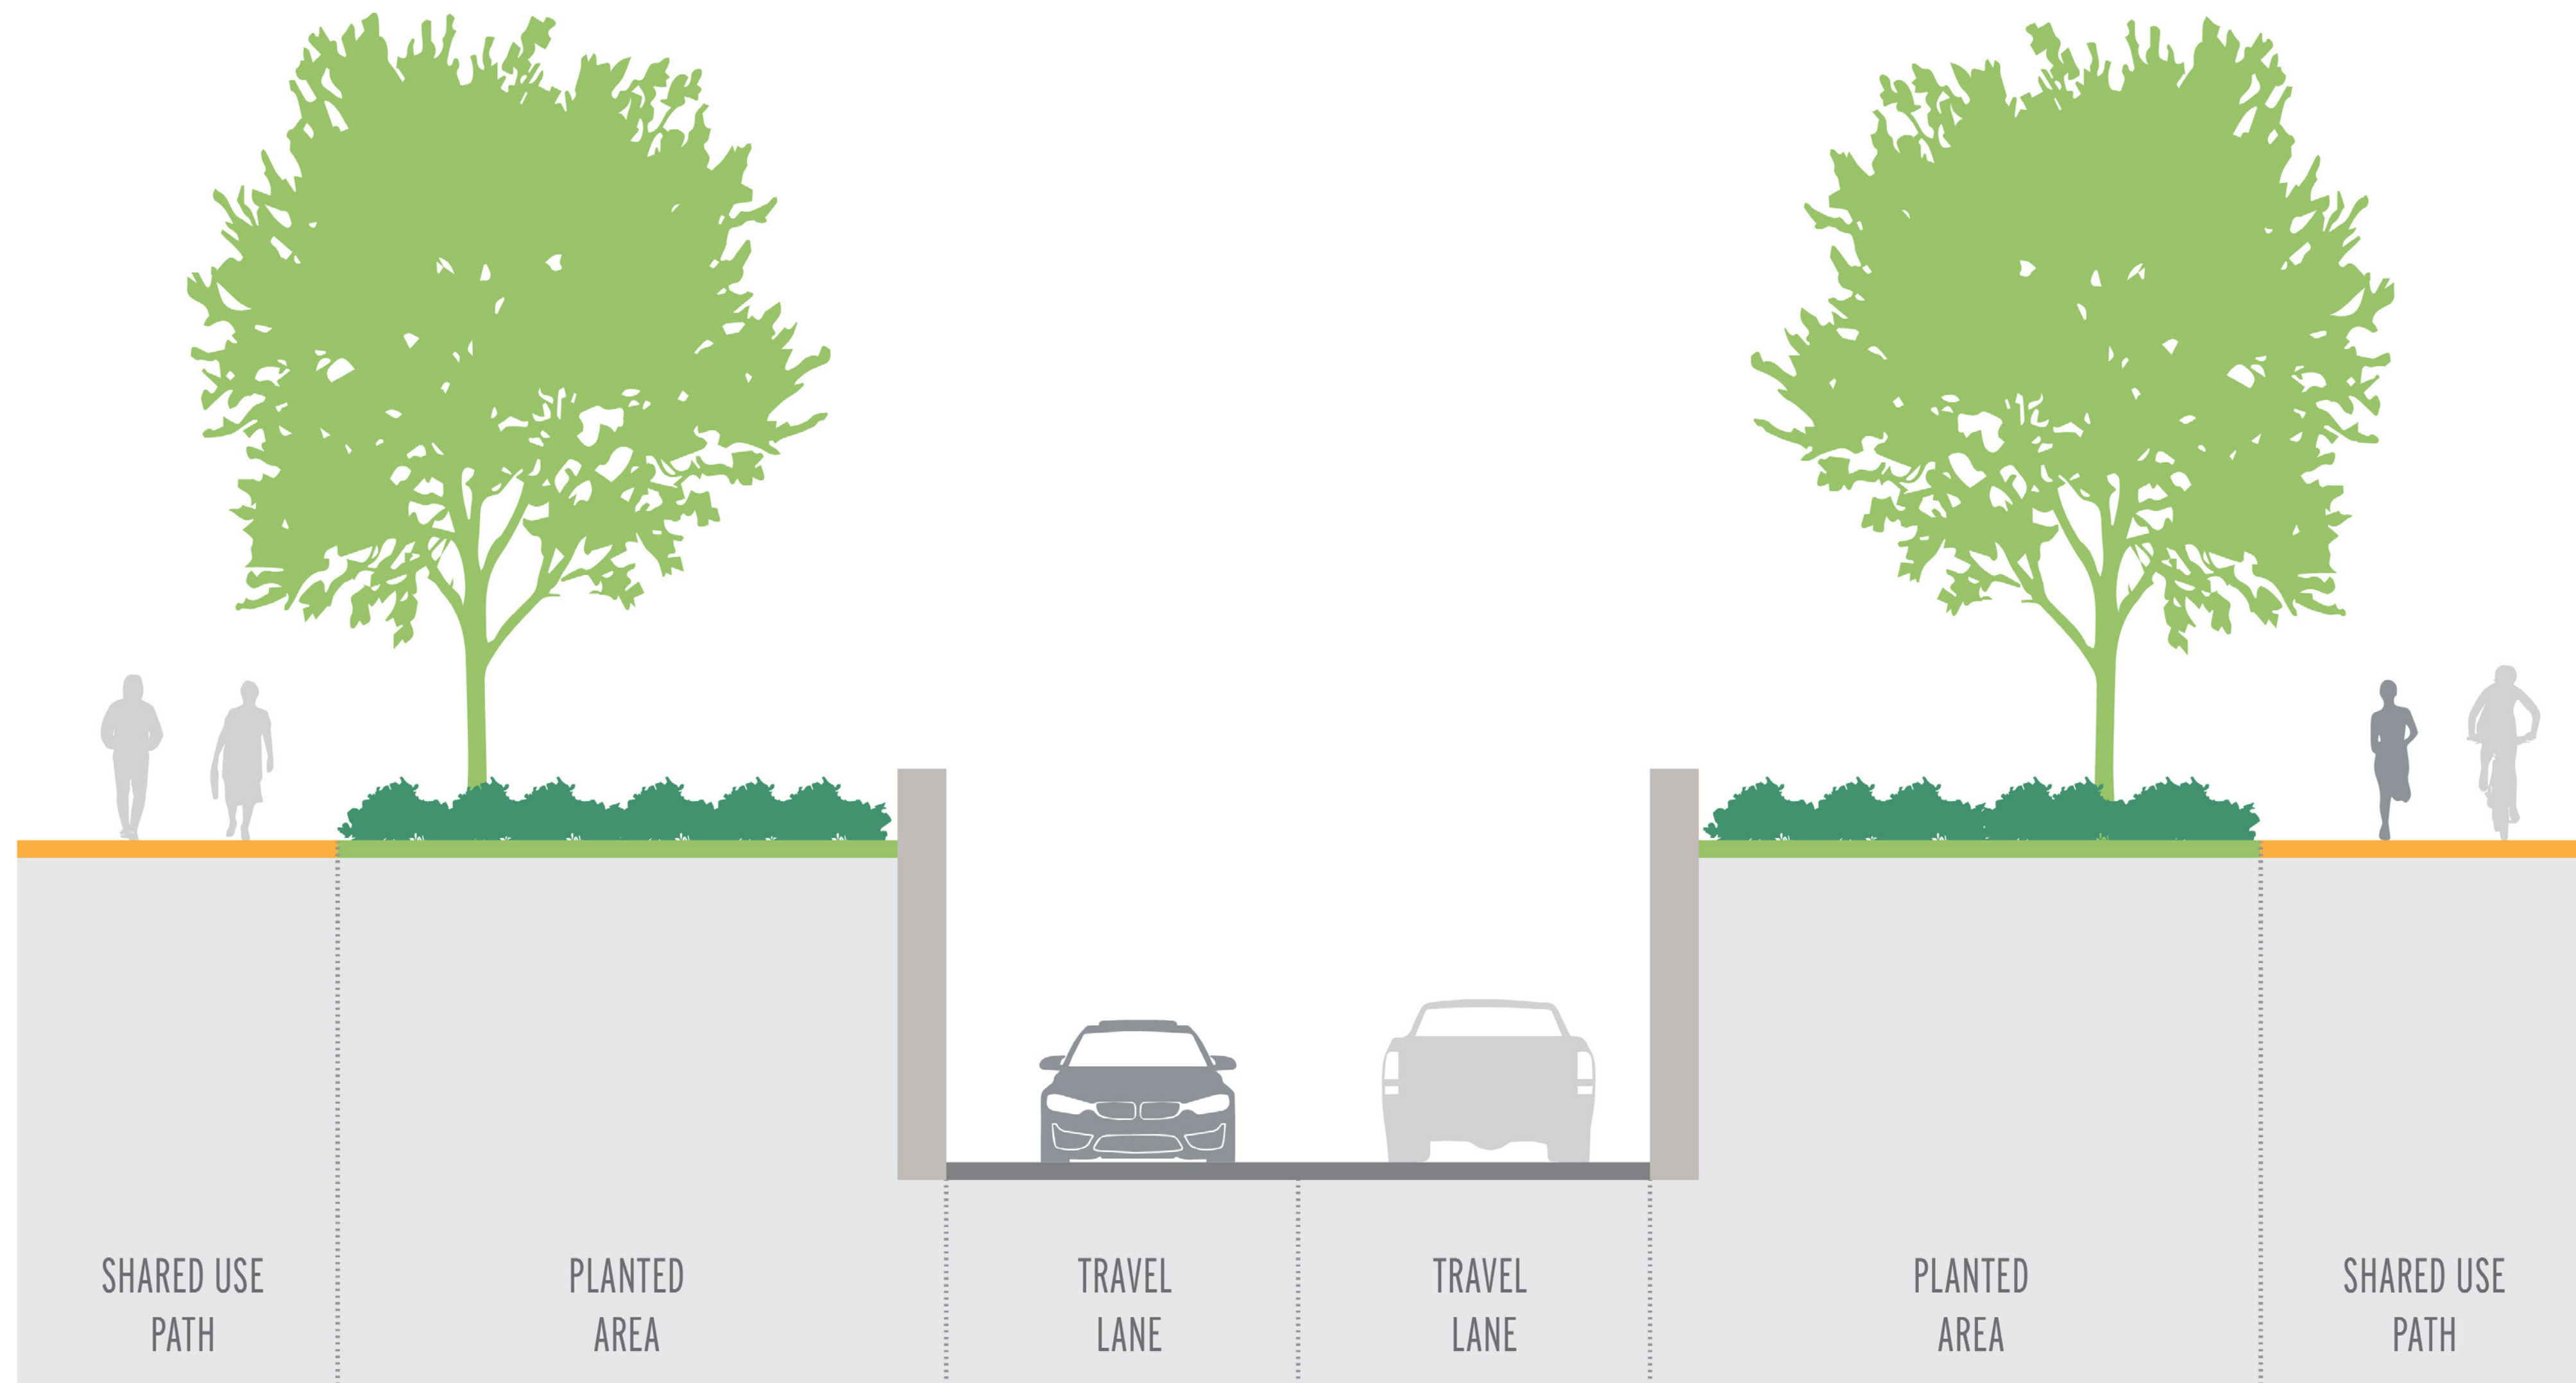 SHARED USE
PATH
PLANTED
AREA
TRAVEL
LANE
TRAVEL
LANE
PLANTED
AREA
SHARED USE
PATH